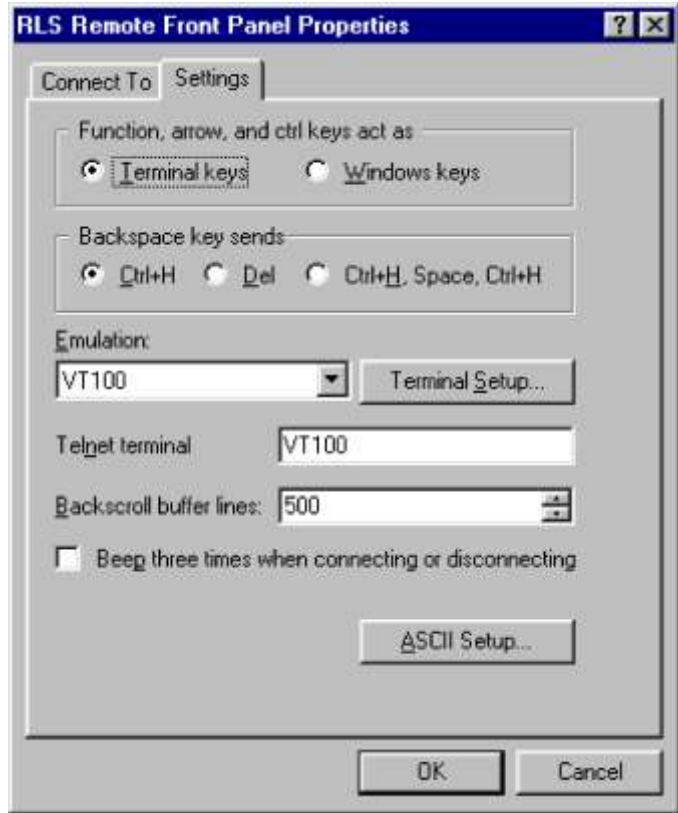 RLS Remote Front Panel Properties
Connect To Settings
Function, arrow, and ctrl keys act as
Terminal keys Windows keys
Backspace key sends
Ctrl+H Del Ctrl+H, Space, Ctrl+H
Emulation:
VT100 Terminal Setup...
Telnet terminal VT100
Backscroll buffer lines: 500
Beep three times when connecting or disconnecting
ASCII Setup...
OK Cancel